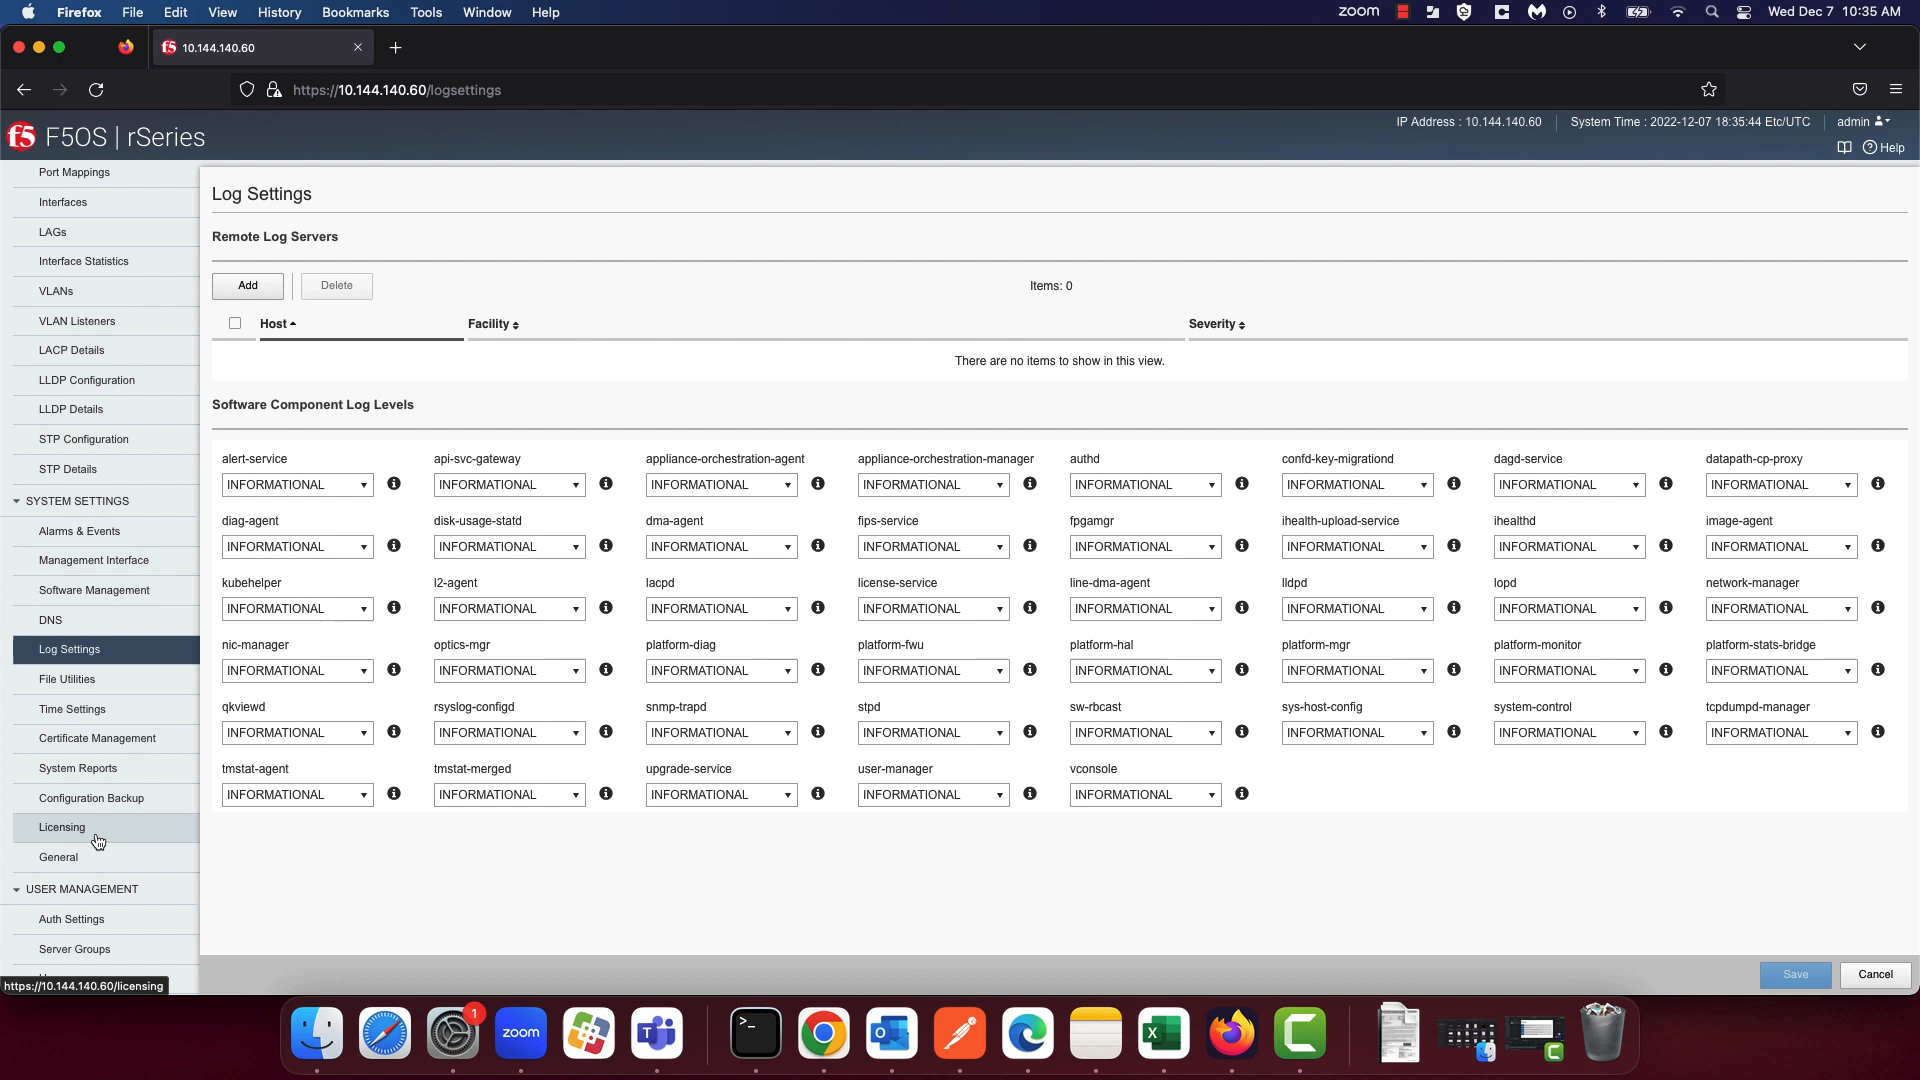 Firefox File Edit View History Bookmarks Tools Window Help zoom Wed Dec 7 10:35 AM
10.144.140.60
https://10.144.140.60/logsettings
F5OS | rSeries
IP Address : 10.144.140.60 System Time : 2022-12-07 18:35:44 Etc/UTC admin
Help
Port Mappings
Interfaces
LAGs
Interface Statistics
VLANs
VLAN Listeners
LACP Details
LLDP Configuration
LLDP Details
STP Configuration
STP Details
SYSTEM SETTINGS
Alarms & Events
Management Interface
Software Management
DNS
Log Settings
File Utilities
Time Settings
Certificate Management
System Reports
Configuration Backup
Licensing
General
USER MANAGEMENT
Auth Settings
Server Groups
https://10.144.140.60/licensing
Log Settings
Remote Log Servers
Add Delete Items: 0
Host Facility Severity
There are no items to show in this view.
Software Component Log Levels
alert-service api-svc-gateway appliance-orchestration-agent appliance-orchestration-manager authd confd-key-migrationd dagd-service datapath-cp-proxy
INFORMATIONAL INFORMATIONAL INFORMATIONAL INFORMATIONAL INFORMATIONAL INFORMATIONAL INFORMATIONAL INFORMATIONAL
diag-agent disk-usage-statd dma-agent fips-service fpgamgr ihealth-upload-service ihealthd image-agent
INFORMATIONAL INFORMATIONAL INFORMATIONAL INFORMATIONAL INFORMATIONAL INFORMATIONAL INFORMATIONAL INFORMATIONAL
kubehelper l2-agent lacpd license-service line-dma-agent lldpd lopd network-manager
INFORMATIONAL INFORMATIONAL INFORMATIONAL INFORMATIONAL INFORMATIONAL INFORMATIONAL INFORMATIONAL INFORMATIONAL
nic-manager optics-mgr platform-diag platform-fwu platform-hal platform-mgr platform-monitor platform-stats-bridge
INFORMATIONAL INFORMATIONAL INFORMATIONAL INFORMATIONAL INFORMATIONAL INFORMATIONAL INFORMATIONAL INFORMATIONAL
qkviewd rsyslog-configd snmp-trapd stpd sw-rbcast sys-host-config system-control tcpdumpd-manager
INFORMATIONAL INFORMATIONAL INFORMATIONAL INFORMATIONAL INFORMATIONAL INFORMATIONAL INFORMATIONAL INFORMATIONAL
tmstat-agent tmstat-merged upgrade-service user-manager vconsole
INFORMATIONAL INFORMATIONAL INFORMATIONAL INFORMATIONAL INFORMATIONAL
Save Cancel
1
zoom